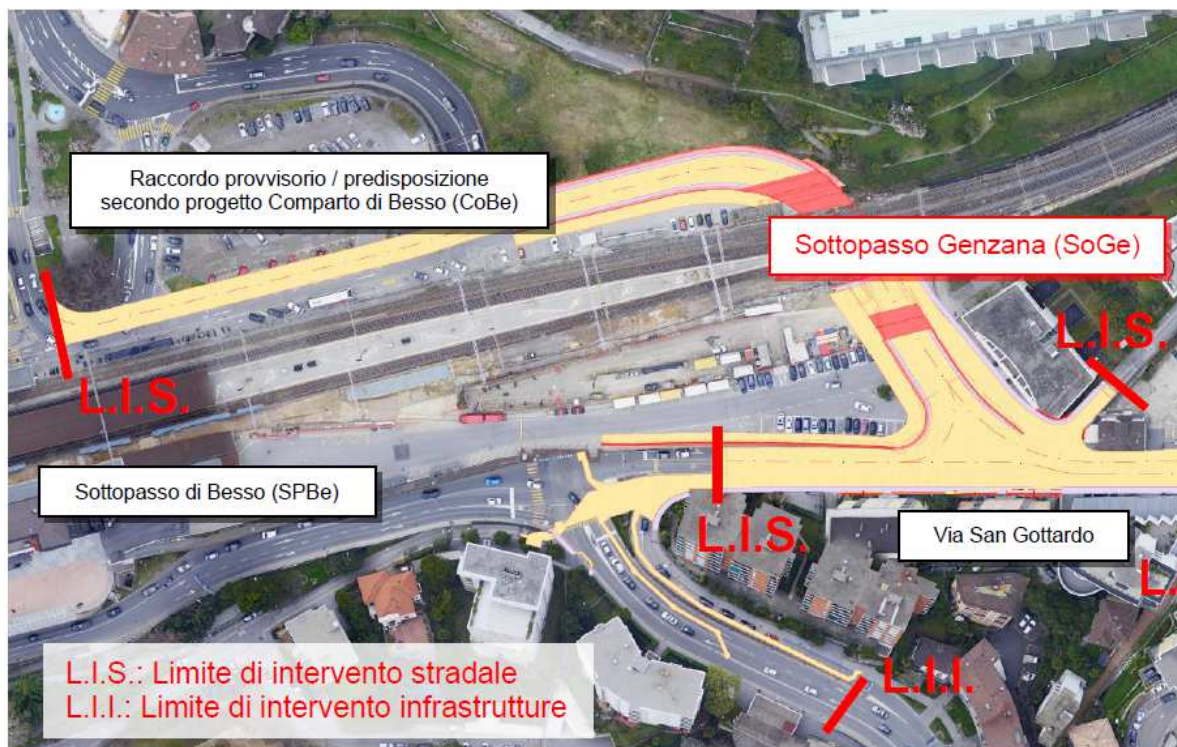 Raccordo provvisorio / predisposizione
secondo progetto Comparto di Besso (CoBe)
Sottopasso Genzana (SoGe)
L.I.S.
L.I.S.
Sottopasso di Besso (SPBe)
L.I.S.
Via San Gottardo
L.
L.I.I.
L.I.S.: Limite di intervento stradale
L.I.I.: Limite di intervento infrastrutture